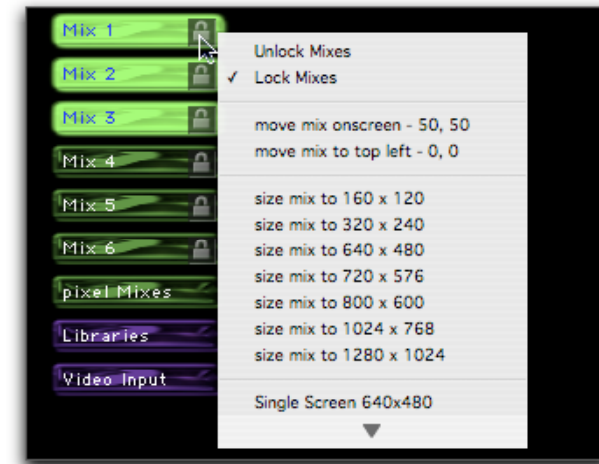 Mix 1
Mix 2
Mix 3
Mix 4
Mix 5
Mix 6
pixel Mixes
Libraries
Video Input
Unlock Mixes
✓ Lock Mixes
move mix onscreen - 50, 50
move mix to top left - 0, 0
size mix to 160 x 120
size mix to 320 x 240
size mix to 640 x 480
size mix to 720 x 576
size mix to 800 x 600
size mix to 1024 x 768
size mix to 1280 x 1024
Single Screen 640x480